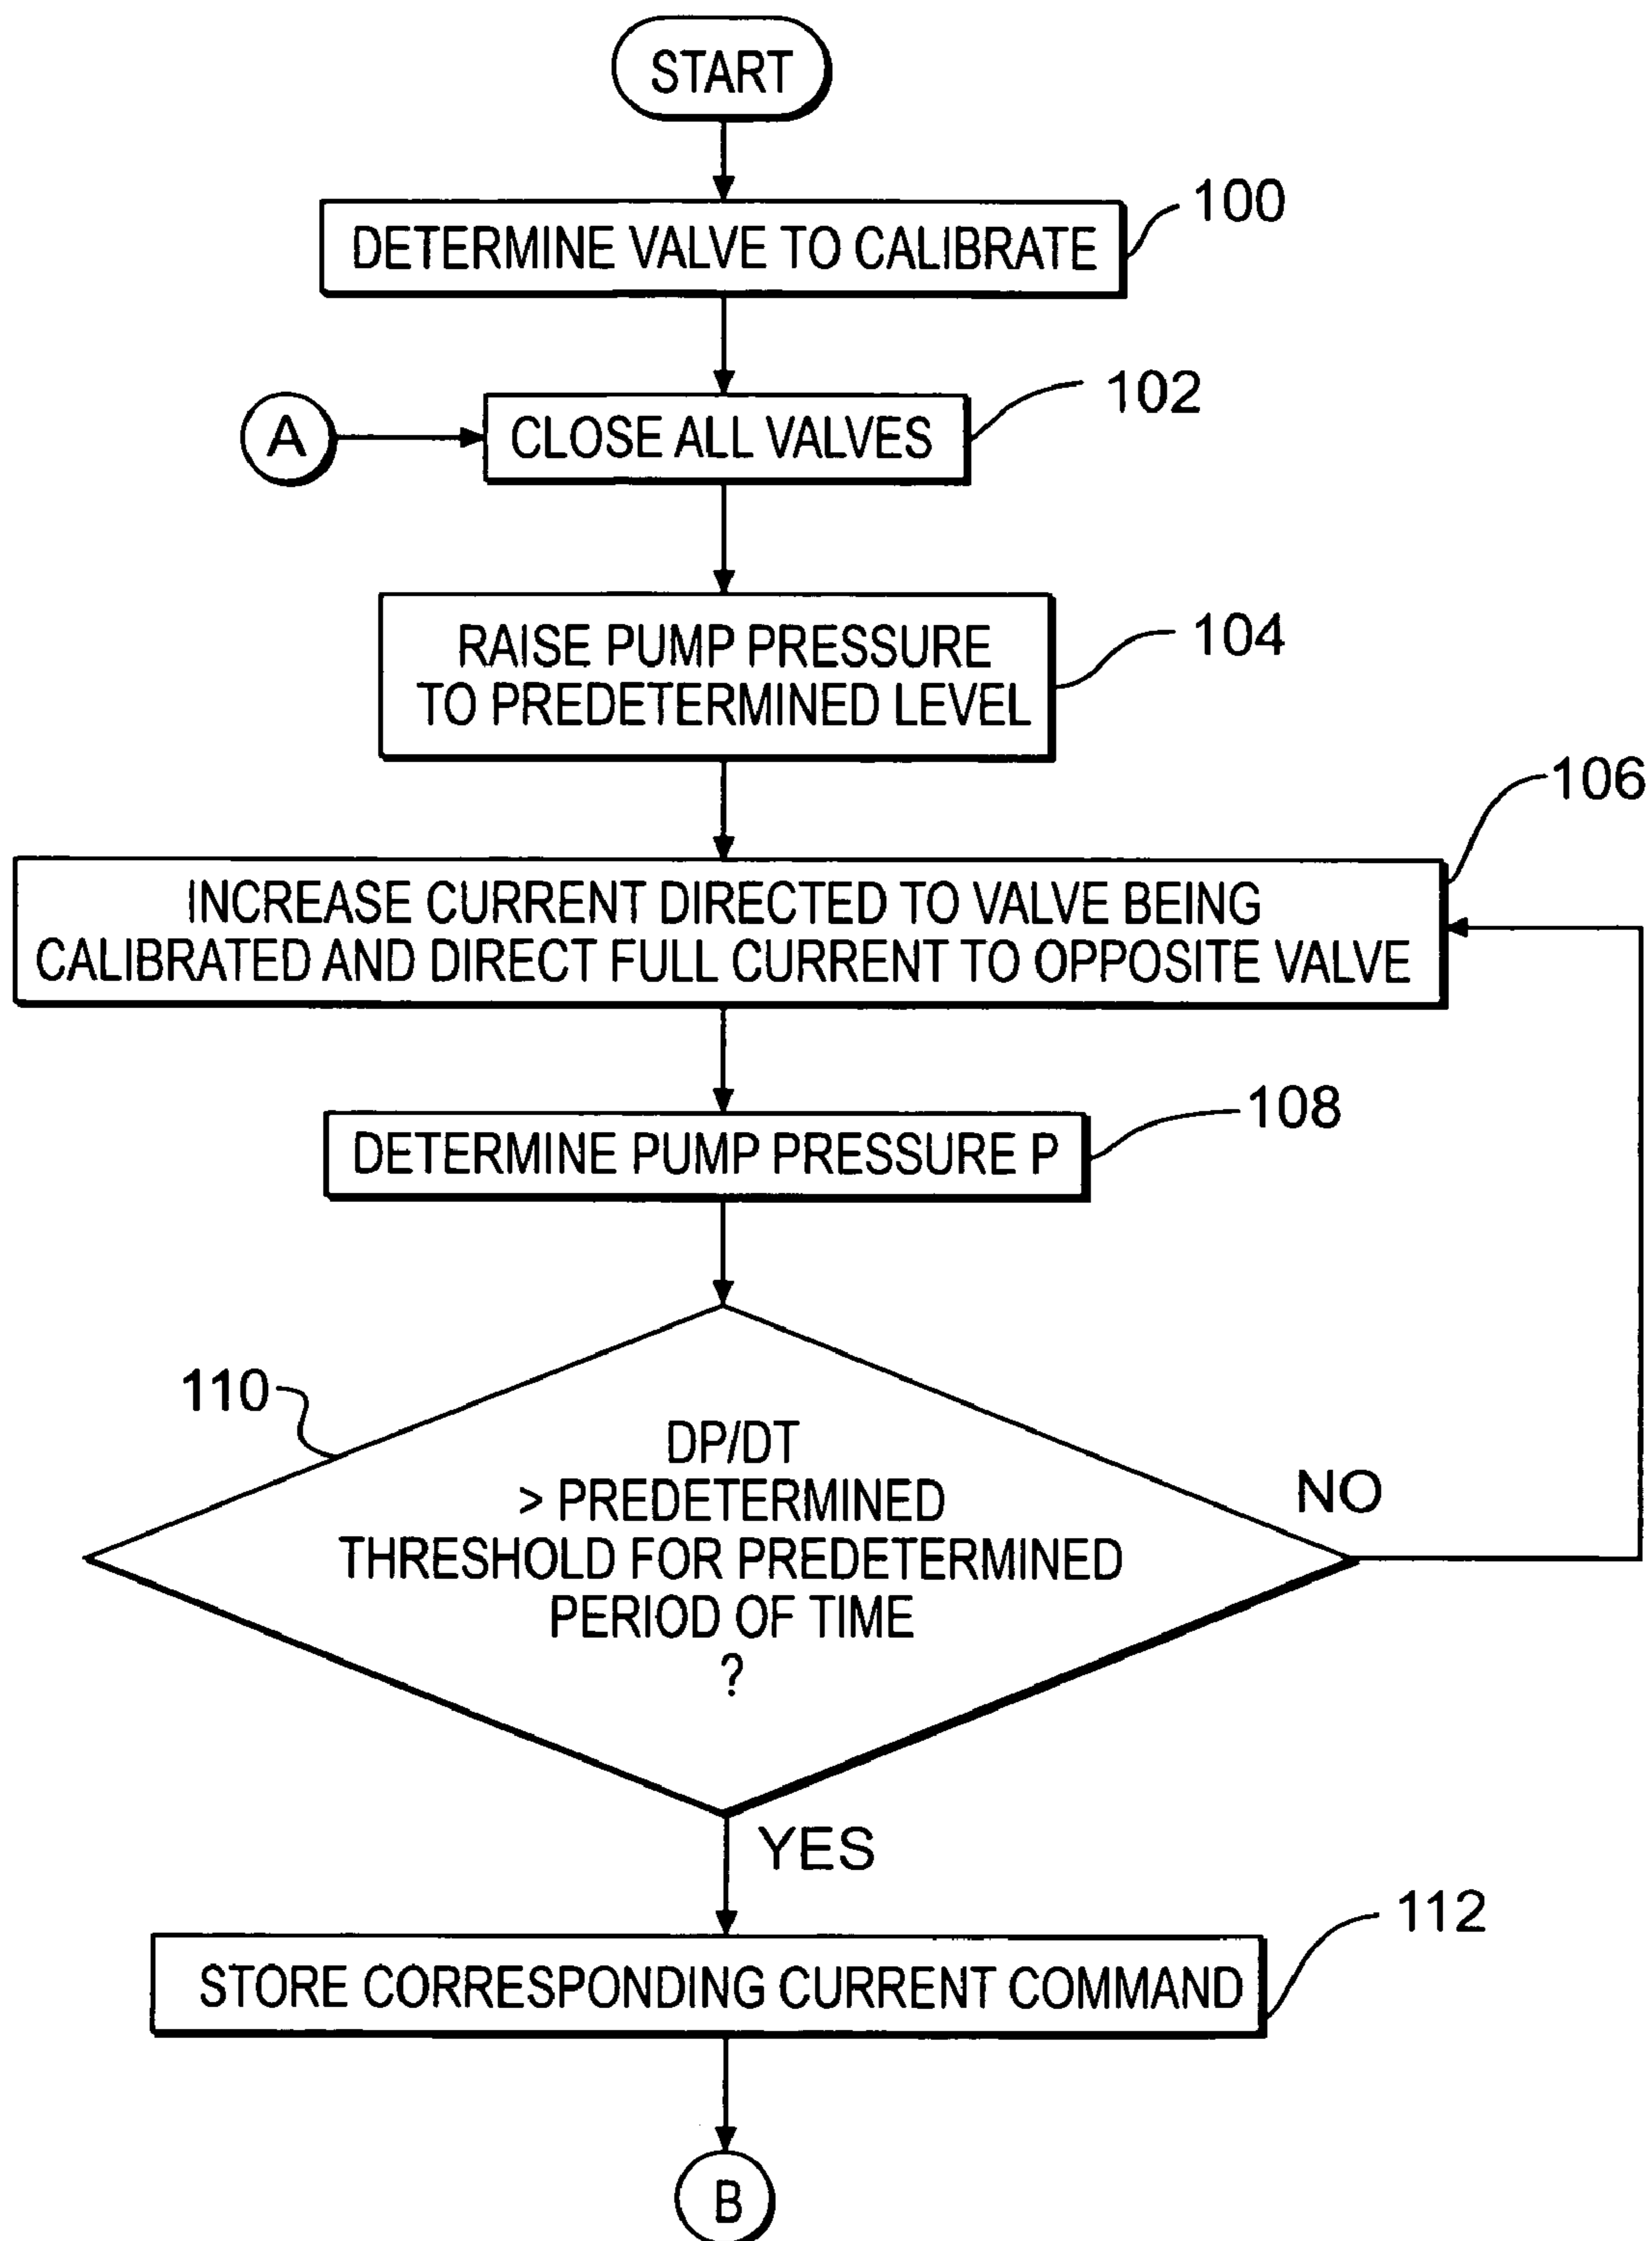 START
100
DETERMINE VALVE TO CALIBRATE
102
A
CLOSE ALL VALVES
104
RAISE PUMP PRESSURE
TO PREDETERMINED LEVEL
106
INCREASE CURRENT DIRECTED TO VALVE BEING
CALIBRATED AND DIRECT FULL CURRENT TO OPPOSITE VALVE
108
DETERMINE PUMP PRESSURE P
110
DP/DT
> PREDETERMINED
THRESHOLD FOR PREDETERMINED
PERIOD OF TIME
?
NO
YES
112
STORE CORRESPONDING CURRENT COMMAND
B